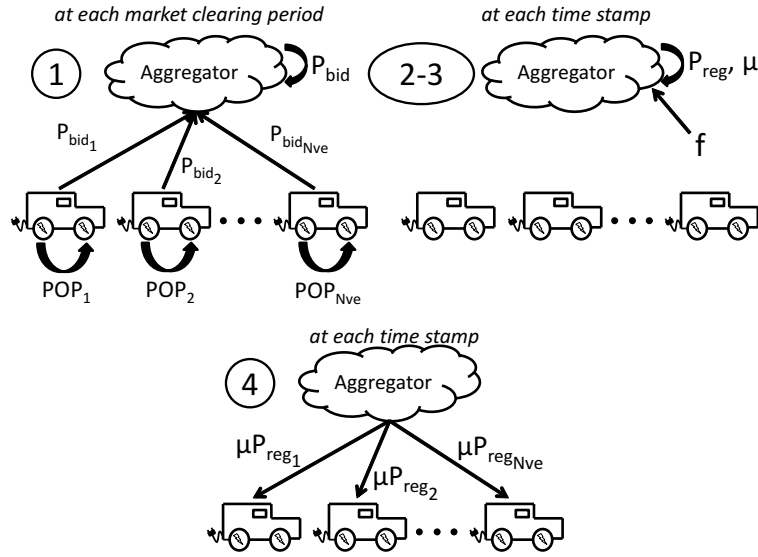 at each market clearing period
1
Aggregator
P_bid
P_bid_1
P_bid_2
P_bid_Nve
POP_1
POP_2
POP_Nve
at each time stamp
2-3
Aggregator
P_reg, μ
f
at each time stamp
4
Aggregator
μP_reg_1
μP_reg_2
μP_reg_Nve